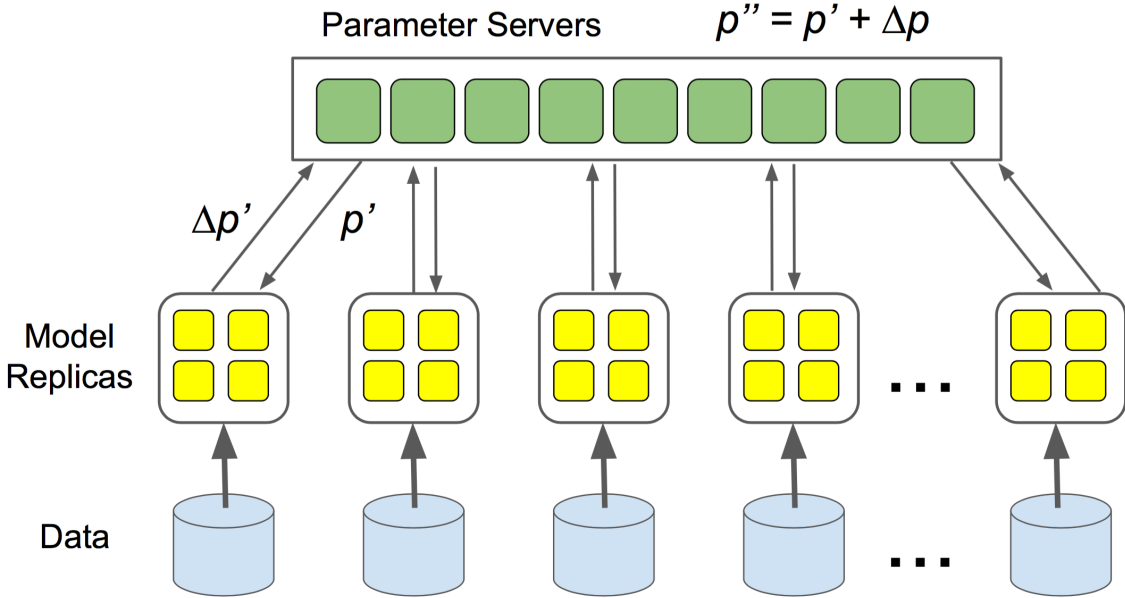 Parameter Servers
p’’ = p’ + Δp
Δp’
p’
Model
Replicas
...
Data
...